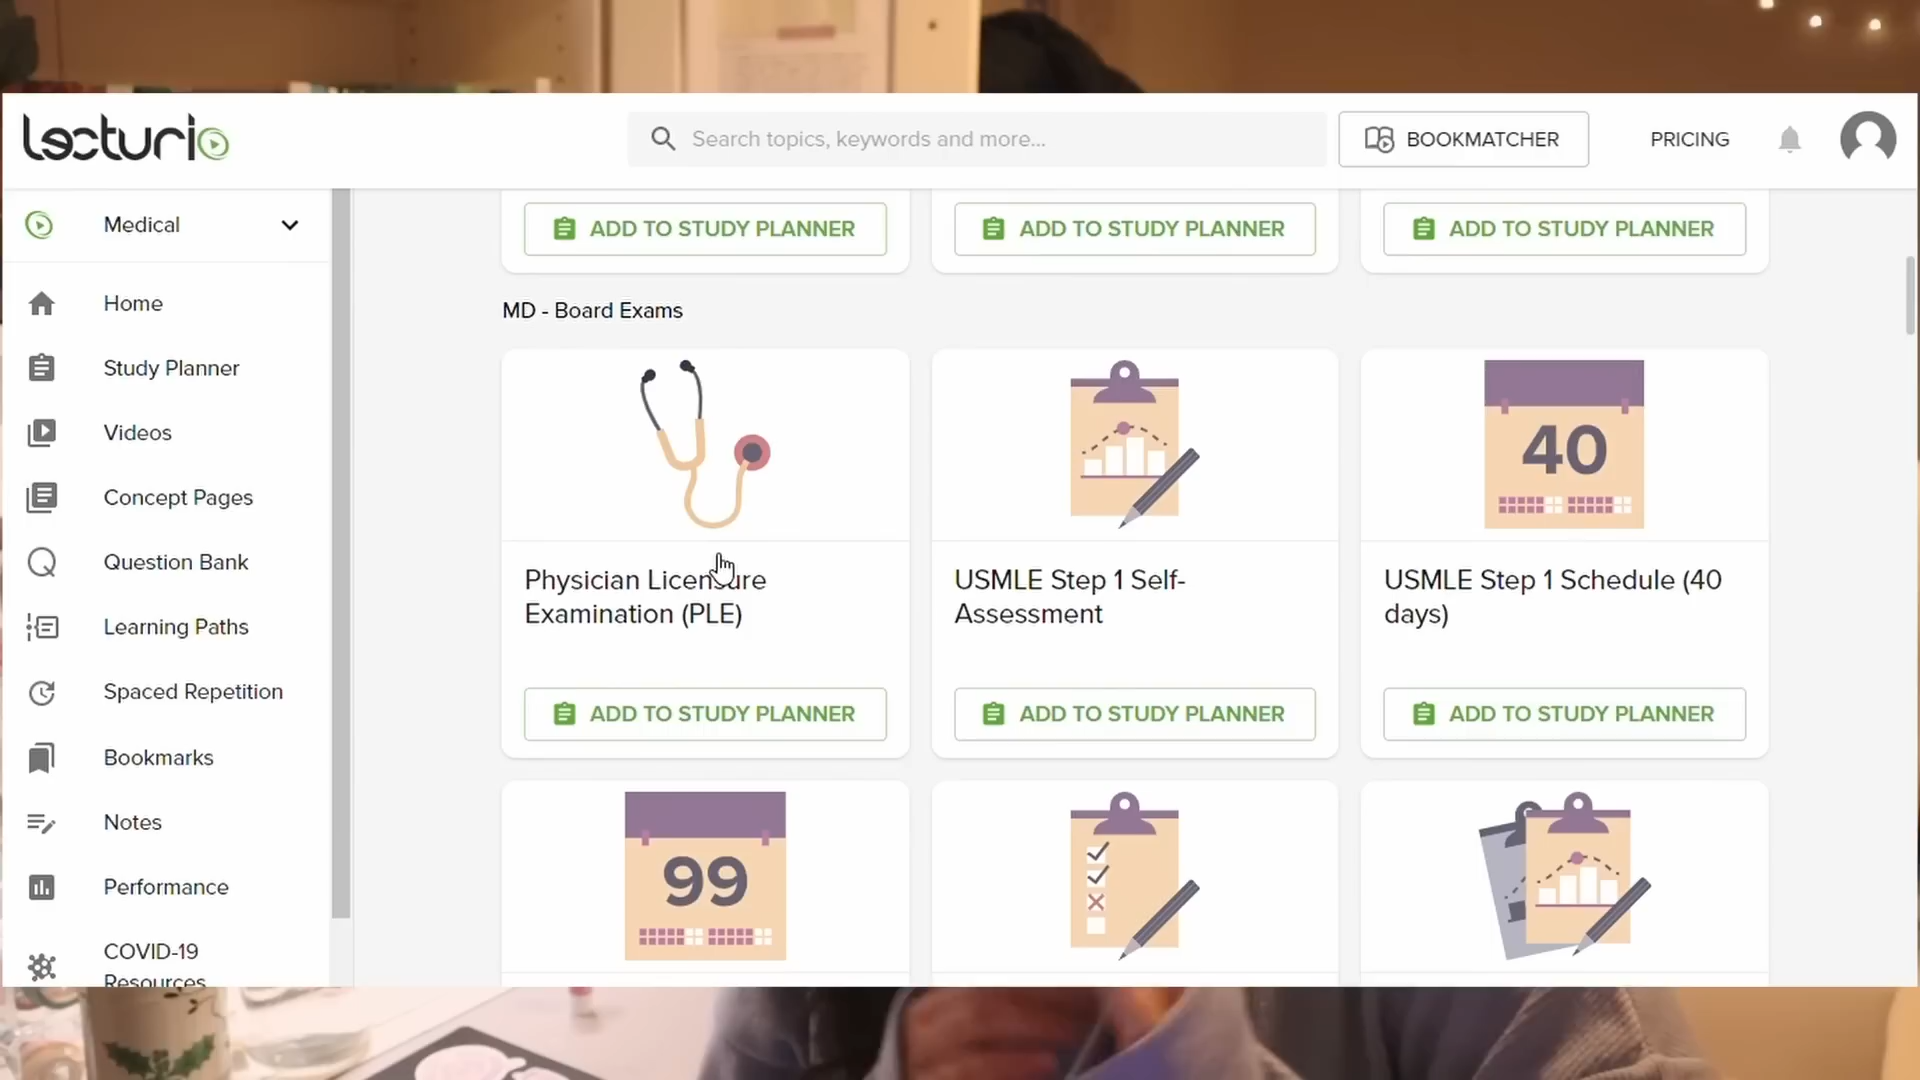 lecturio
Search topics, keywords and more...
BOOKMATCHER
PRICING
Medical
Home
Study Planner
Videos
Concept Pages
Question Bank
Learning Paths
Spaced Repetition
Bookmarks
Notes
Performance
COVID-19
Resources
ADD TO STUDY PLANNER
ADD TO STUDY PLANNER
ADD TO STUDY PLANNER
MD - Board Exams
40
Physician Licensure
Examination (PLE)
USMLE Step 1 Self-
Assessment
USMLE Step 1 Schedule (40
days)
ADD TO STUDY PLANNER
ADD TO STUDY PLANNER
ADD TO STUDY PLANNER
99